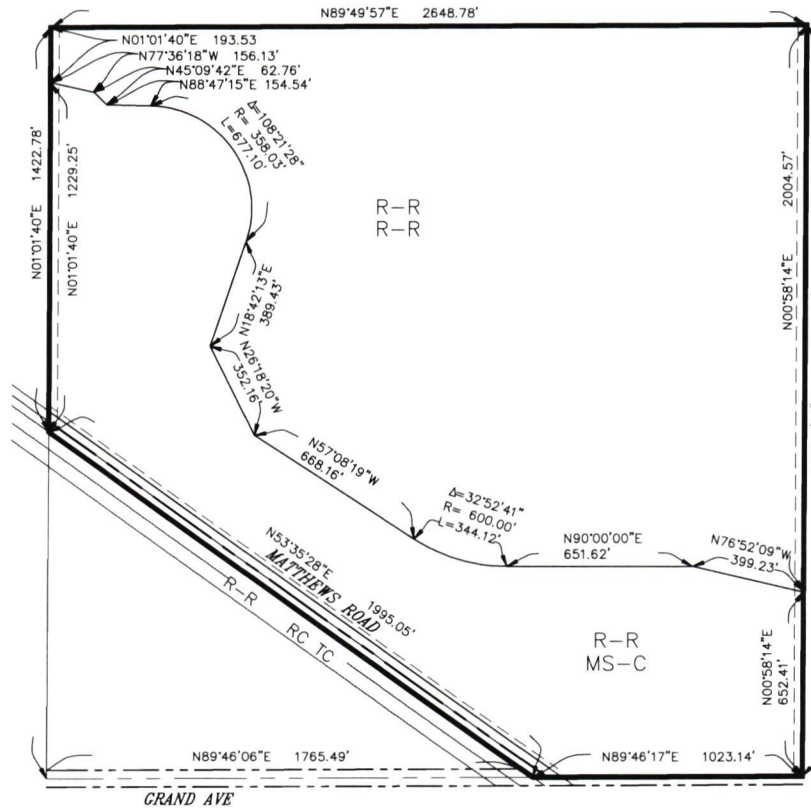 N89°49'57"E 2648.78'
N01°01'40"E 193.53
N77°36'18"W 156.13'
N45°09'42"E 62.76'
N88°47'15"E 154.54'
Δ=108°21'28"
R= 358.03'
L=677.10'
N01°01'40"E 1422.78'
N01°01'40"E 1229.25'
R-R
R-R
N00°58'14"E 2004.57'
N18°42'13"E
389.43'
N26°18'20"W
352.16'
N57°08'19"W
668.16'
Δ=32°52'41"
R= 600.00'
L=344.12'
N90°00'00"E
651.62'
N76°52'09"W
399.23'
N53°35'28"E 1995.05'
MATTHEWS ROAD
R-R RC TC
R-R
MS-C
N00°58'14"E
652.41'
N89°46'06"E 1765.49'
N89°46'17"E 1023.14'
GRAND AVE